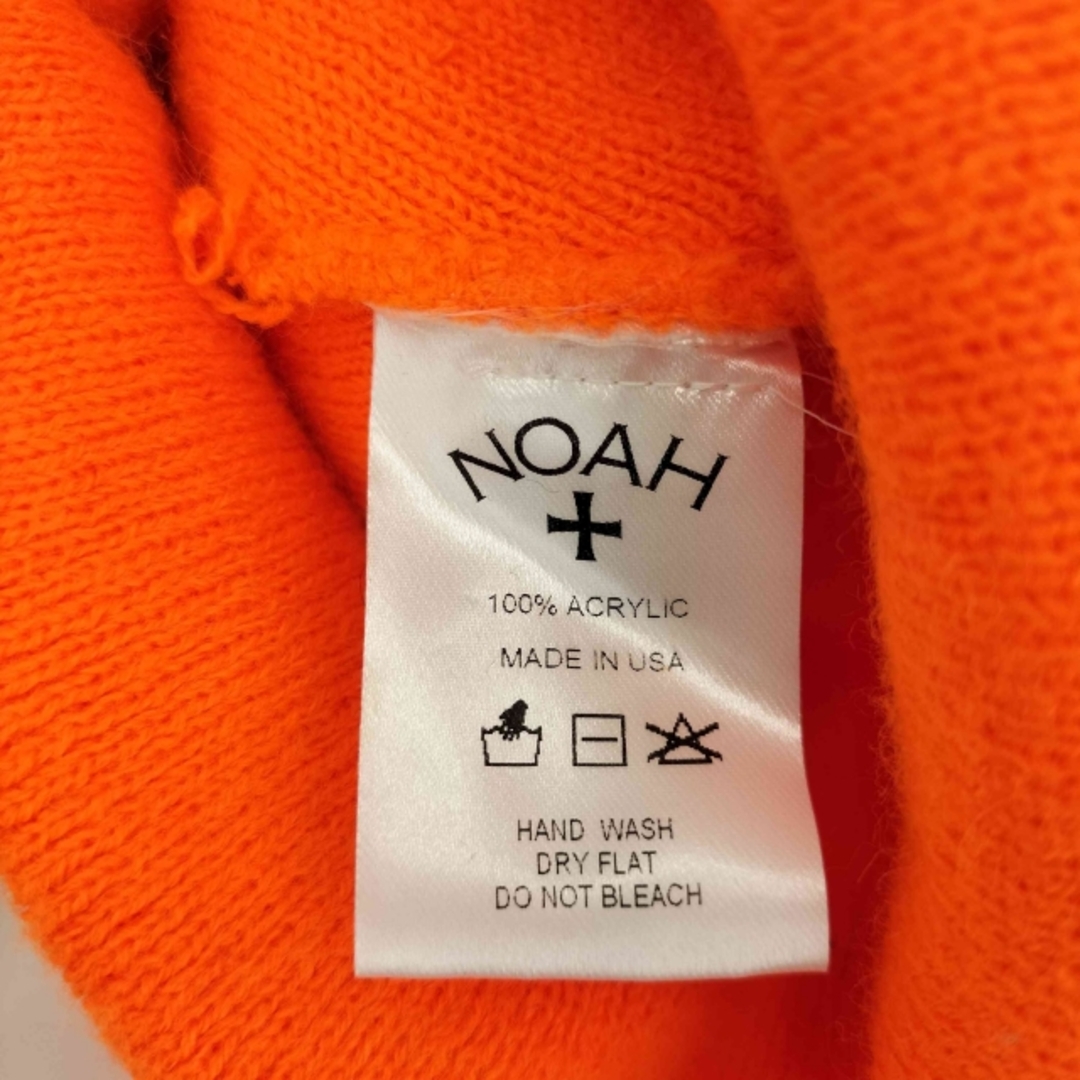 NOAH
100% ACRYLIC
MADE IN USA
HAND WASH
DRY FLAT
DO NOT BLEACH